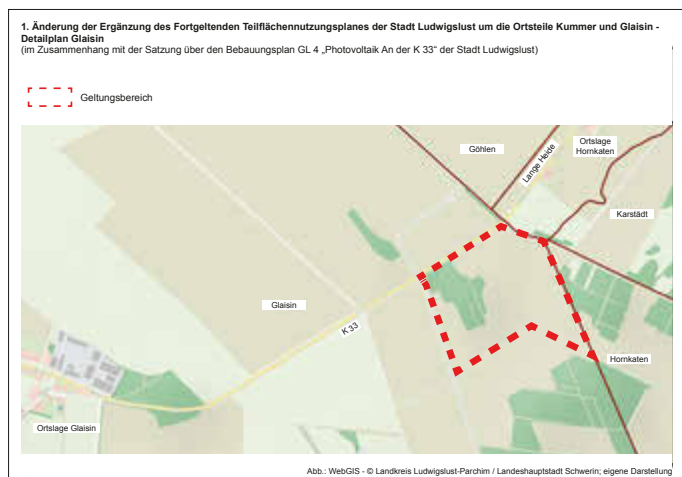 1. Änderung der Ergänzung des Fortgeltenden Teilflächennutzungsplanes der Stadt Ludwigslust um die Ortsteile Kummer und Glaisin -
Detailplan Glaisin
(im Zusammenhang mit der Satzung über den Bebauungsplan GL 4 „Photovoltaik An der K 33“ der Stadt Ludwigslust)
Geltungsbereich
Göhlen
Lange Heide
Ortslage
Hornkaten
Karstädt
Glaisin
K 33
Hornkaten
Ortslage Glaisin
Abb.: WebGIS - © Landkreis Ludwigslust-Parchim / Landeshauptstadt Schwerin; eigene Darstellung